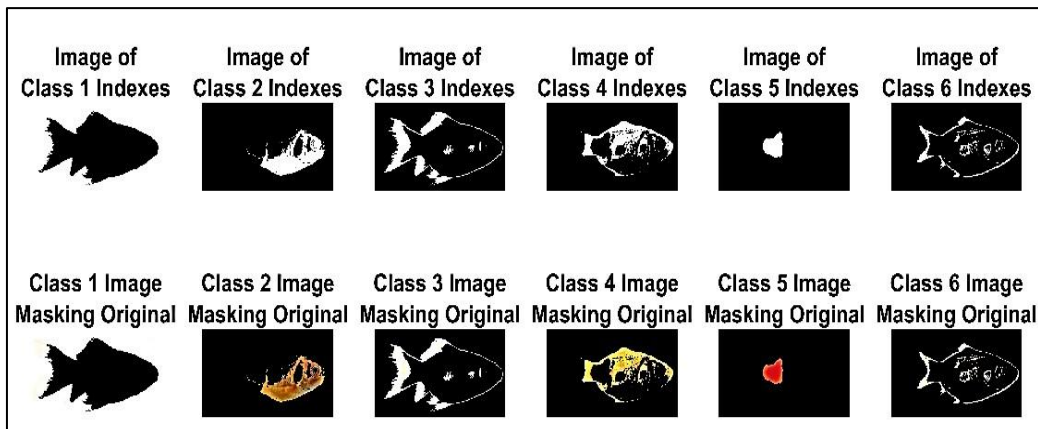 Image of
Class 1 Indexes
Image of
Class 2 Indexes
Image of
Class 3 Indexes
Image of
Class 4 Indexes
Image of
Class 5 Indexes
Image of
Class 6 Indexes
Class 1 Image
Masking Original
Class 2 Image
Masking Original
Class 3 Image
Masking Original
Class 4 Image
Masking Original
Class 5 Image
Masking Original
Class 6 Image
Masking Original